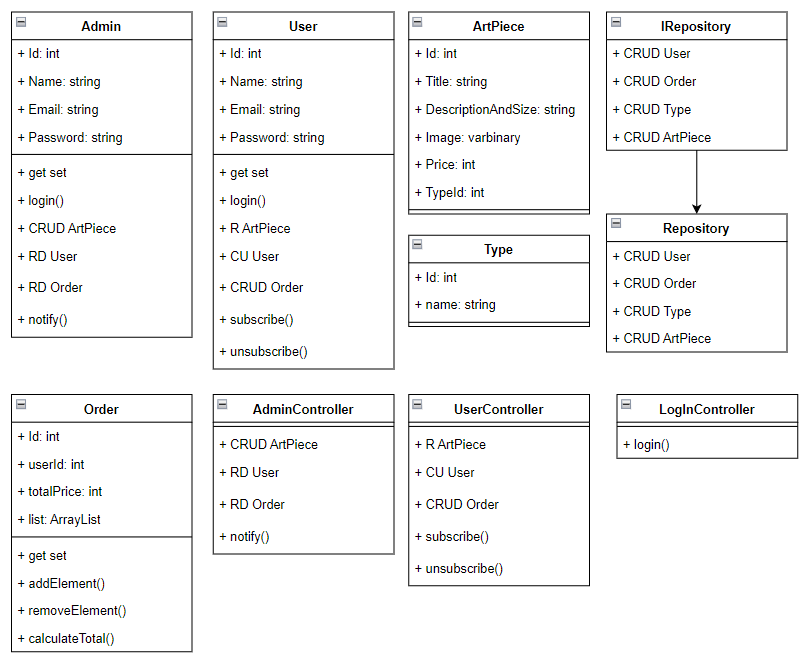 Admin
+ Id: int
+ Name: string
+ Email: string
+ Password: string
+ get set
+ login()
+ CRUD ArtPiece
+ RD User
+ RD Order
+ notify()
User
+ Id: int
+ Name: string
+ Email: string
+ Password: string
+ get set
+ login()
+ R ArtPiece
+ CU User
+ CRUD Order
+ subscribe()
+ unsubscribe()
ArtPiece
+ Id: int
+ Title: string
+ DescriptionAndSize: string
+ Image: varbinary
+ Price: int
+ TypeId: int
Type
+ Id: int
+ name: string
IRepository
+ CRUD User
+ CRUD Order
+ CRUD Type
+ CRUD ArtPiece
Repository
+ CRUD User
+ CRUD Order
+ CRUD Type
+ CRUD ArtPiece
Order
+ Id: int
+ userId: int
+ totalPrice: int
+ list: ArrayList
+ get set
+ addElement()
+ removeElement()
+ calculateTotal()
AdminController
+ CRUD ArtPiece
+ RD User
+ RD Order
+ notify()
UserController
+ R ArtPiece
+ CU User
+ CRUD Order
+ subscribe()
+ unsubscribe()
LogInController
+ login()